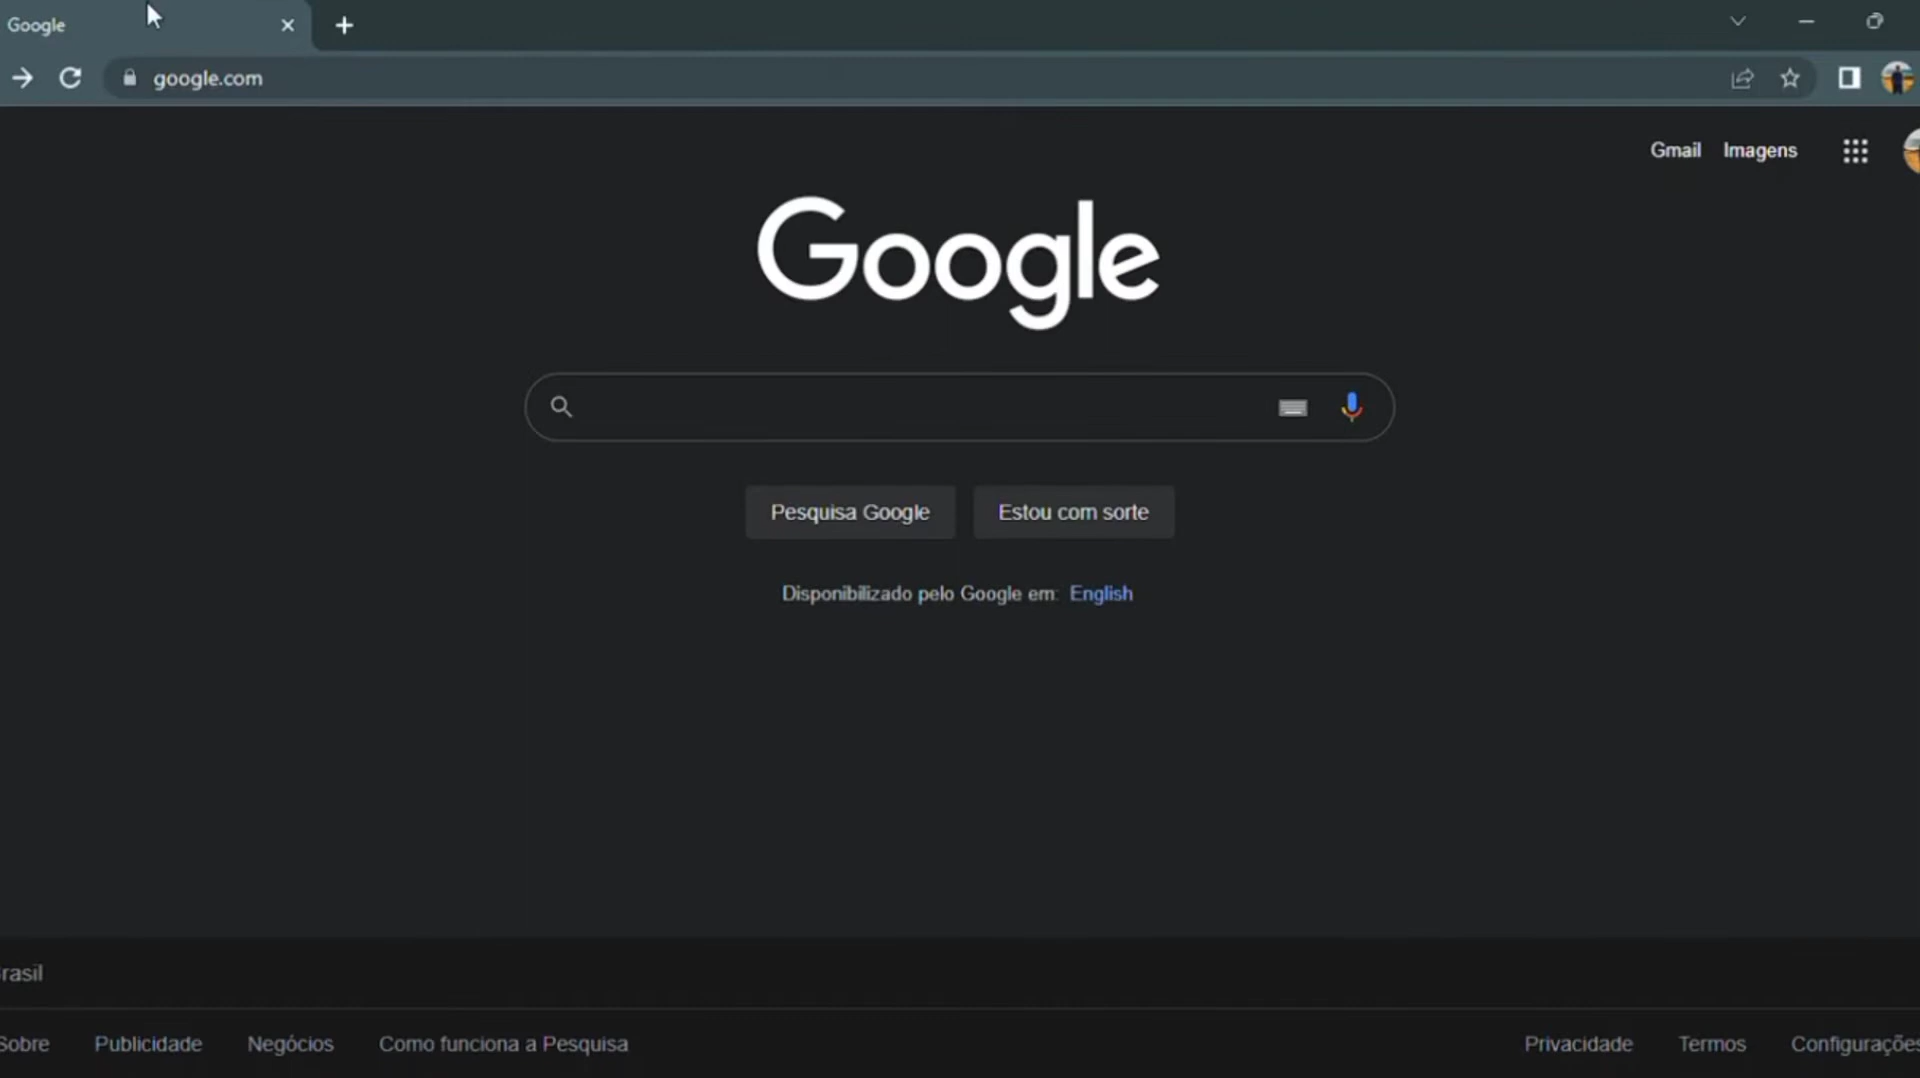 Google
google.com
Gmail Imagens
Google
Pesquisa Google Estou com sorte
Disponibilizado pelo Google em: English
rasil
Sobre Publicidade Negócios Como funciona a Pesquisa Privacidade Termos Configurações